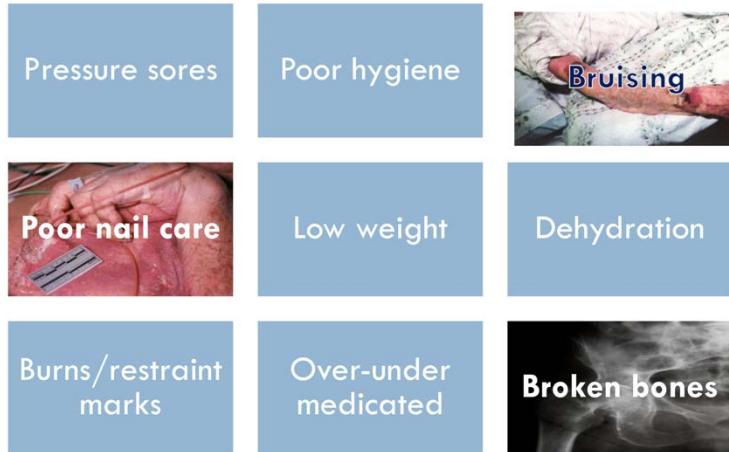 Pressure sores
Poor hygiene
Bruising
Poor nail care
Low weight
Dehydration
Burns/restraint
marks
Over-under
medicated
Broken bones